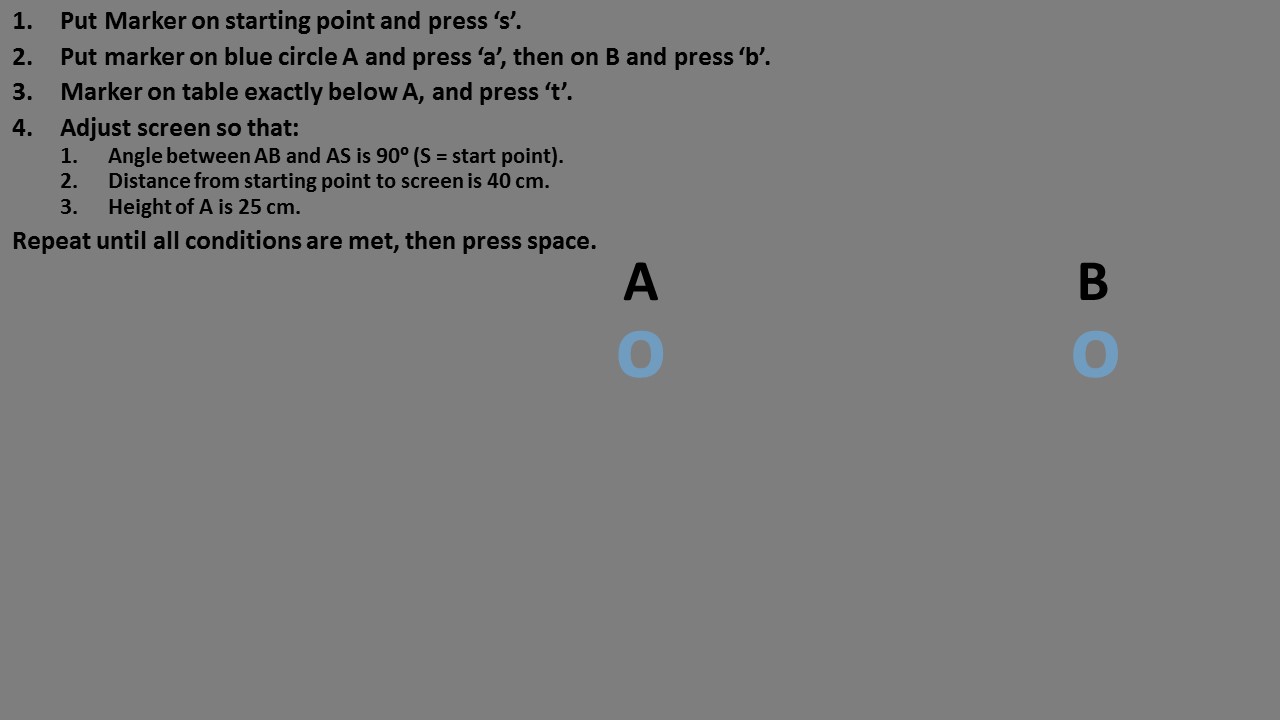 1. Put Marker on starting point and press ‘s’.
2. Put marker on blue circle A and press ‘a’, then on B and press ‘b’.
3. Marker on table exactly below A, and press ‘t’.
4. Adjust screen so that:
1. Angle between AB and AS is 90º (S = start point).
2. Distance from starting point to screen is 40 cm.
3. Height of A is 25 cm.
Repeat until all conditions are met, then press space.
A B
O O